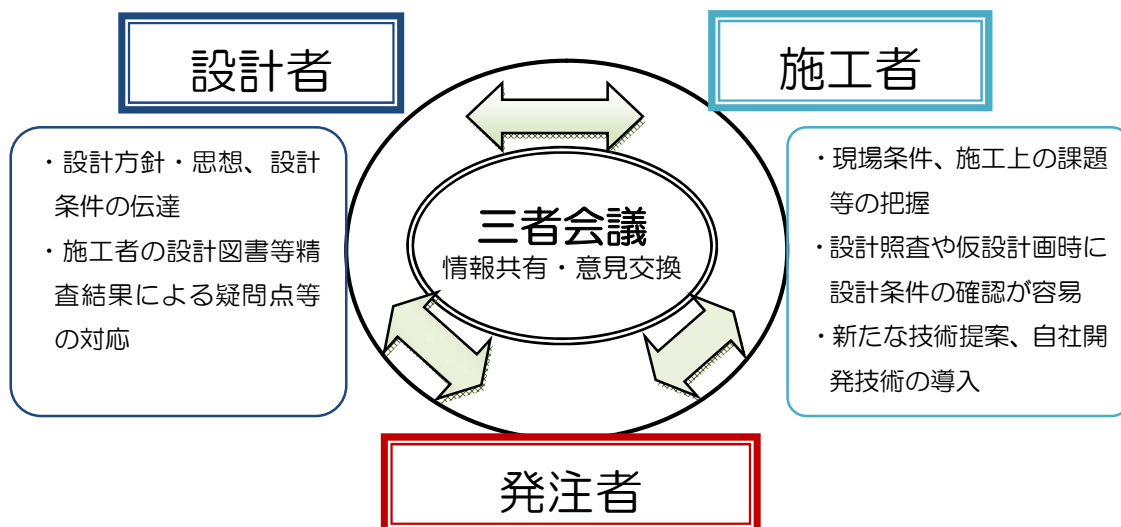 設計者
・設計方針・思想、設計
条件の伝達
・施工者の設計図書等精
査結果による疑問点等
の対応
三者会議
情報共有・意見交換
施工者
・現場条件、施工上の課題
等の把握
・設計照査や仮設計画時に
設計条件の確認が容易
・新たな技術提案、自社開
発技術の導入
発注者